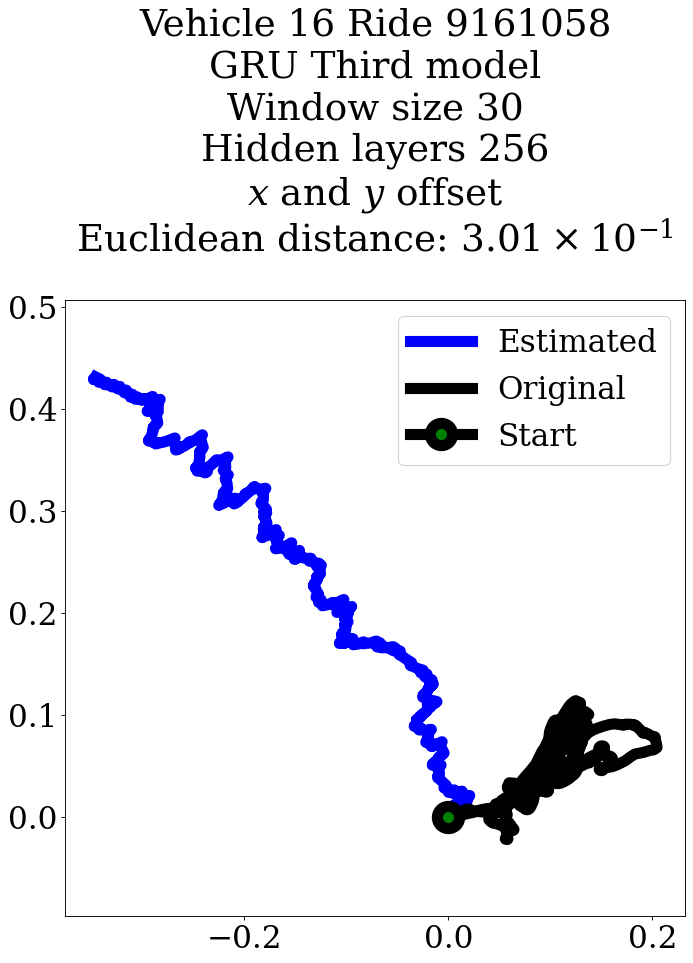 Vehicle 16 Ride 9161058
GRU Third model
Window size 30
Hidden layers 256
x and y offset
Euclidean distance: 3.01 × 10⁻¹
0.5
0.4
0.3
0.2
0.1
0.0
Estimated
Original
Start
−0.2
0.0
0.2